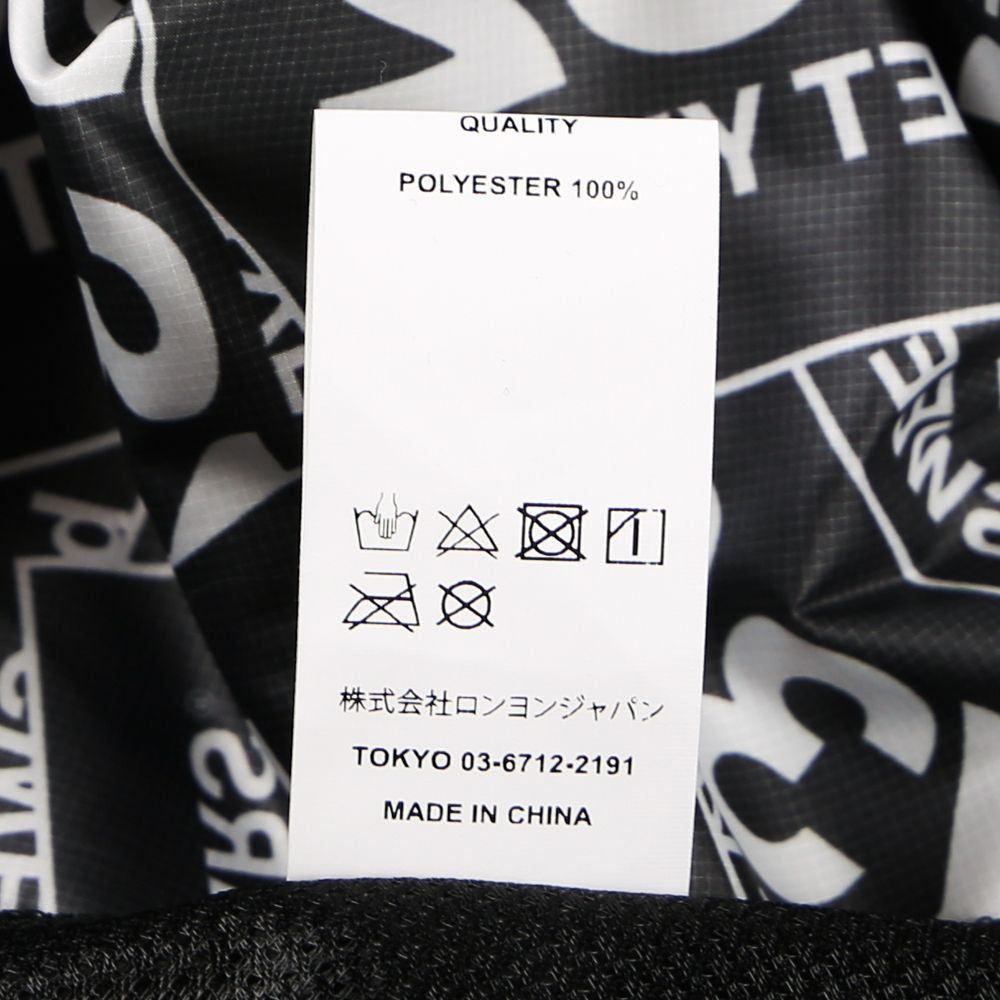 QUALITY
POLYESTER 100%
株式会社ロンヨンジャパン
TOKYO 03-6712-2191
MADE IN CHINA